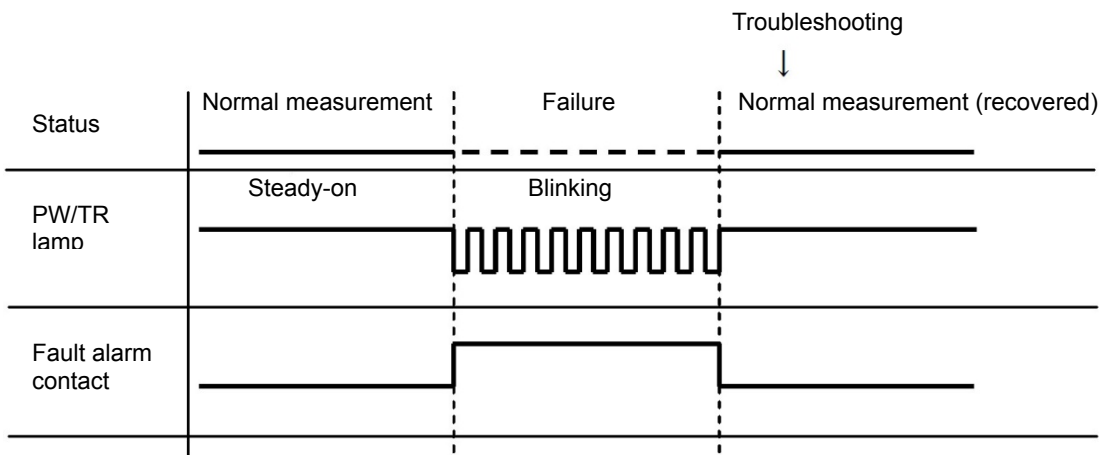 Troubleshooting
↓
Normal measurement
Failure
Normal measurement (recovered)
Status
Steady-on
Blinking
PW/TR
lamp
Fault alarm
contact